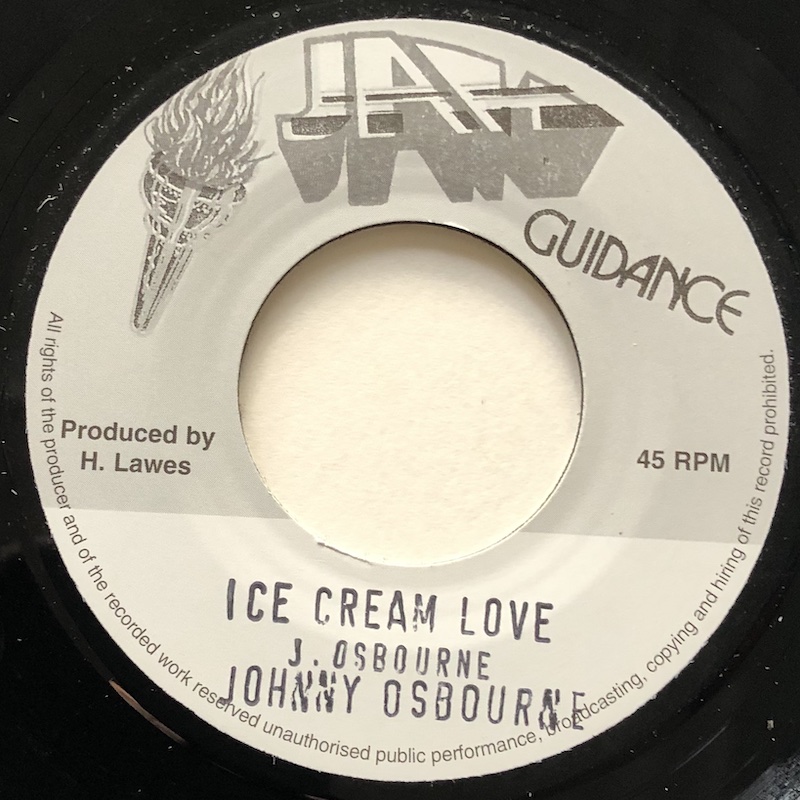 JAH
GUIDANCE
Produced by
H. Lawes
45 RPM
ICE CREAM LOVE
J. OSBOURNE
JOHNNY OSBOURNE
All rights of the producer and of the recorded work reserved unauthorised public performance, broadcasting, copying and hiring of this record prohibited.